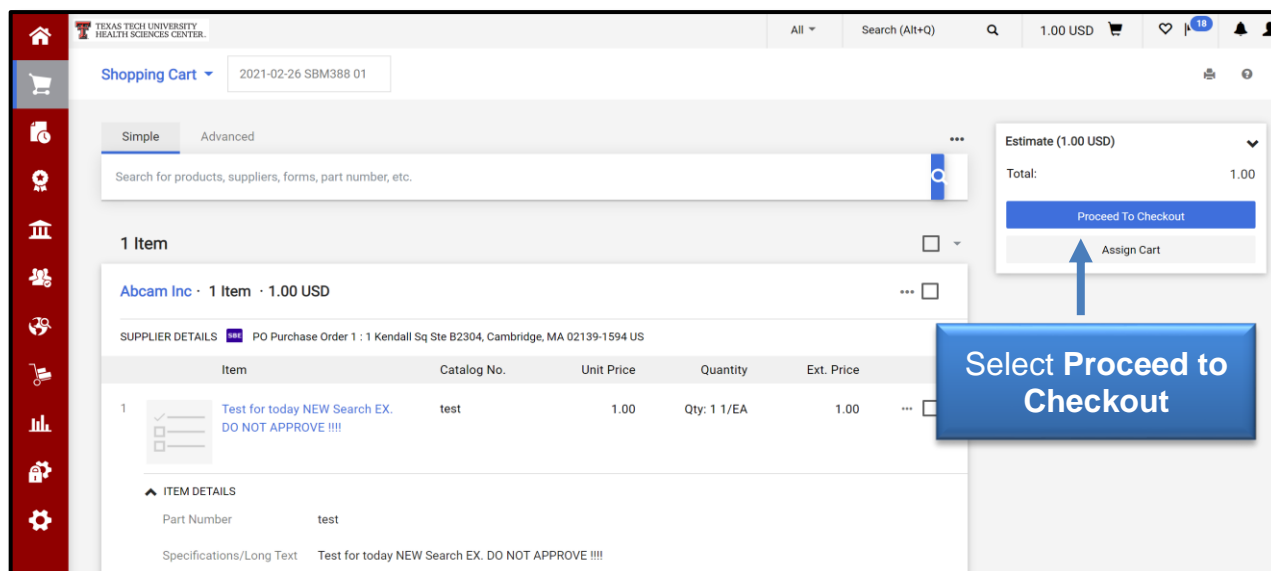 TEXAS TECH UNIVERSITY
HEALTH SCIENCES CENTER.
All
Search (Alt+Q)
1.00 USD
18
Shopping Cart
2021-02-26 SBM388 01
Simple
Advanced
Search for products, suppliers, forms, part number, etc.
Estimate (1.00 USD)
Total: 1.00
Proceed To Checkout
Assign Cart
1 Item
Abcam Inc · 1 Item · 1.00 USD
SUPPLIER DETAILS SBE PO Purchase Order 1 : 1 Kendall Sq Ste B2304, Cambridge, MA 02139-1594 US
Select Proceed to
Checkout
Item Catalog No. Unit Price Quantity Ext. Price
1 Test for today NEW Search EX. test 1.00 Qty: 1 1/EA 1.00
DO NOT APPROVE !!!!
ITEM DETAILS
Part Number test
Specifications/Long Text Test for today NEW Search EX. DO NOT APPROVE !!!!